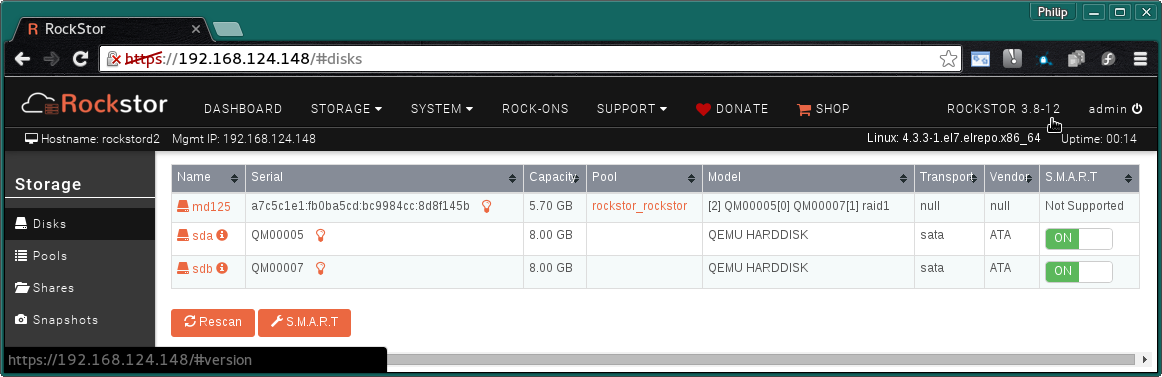 Philip
RockStor
https://192.168.124.148/#disks
Rockstor DASHBOARD STORAGE SYSTEM ROCK-ONS SUPPORT DONATE SHOP ROCKSTOR 3.8-12 admin
Hostname: rockstord2 Mgmt IP: 192.168.124.148 Linux: 4.3.3-1.el7.elrepo.x86_64 Uptime: 00:14
Storage
Disks
Pools
Shares
Snapshots
Name Serial Capacity Pool Model Transport Vendor S.M.A.R.T
md125 a7c5c1e1:fb0ba5cd:bc9984cc:8d8f145b 5.70 GB rockstor_rockstor [2] QM00005[0] QM00007[1] raid1 null null Not Supported
sda QM00005 8.00 GB QEMU HARDDISK sata ATA ON
sdb QM00007 8.00 GB QEMU HARDDISK sata ATA ON
Rescan S.M.A.R.T
https://192.168.124.148/#version